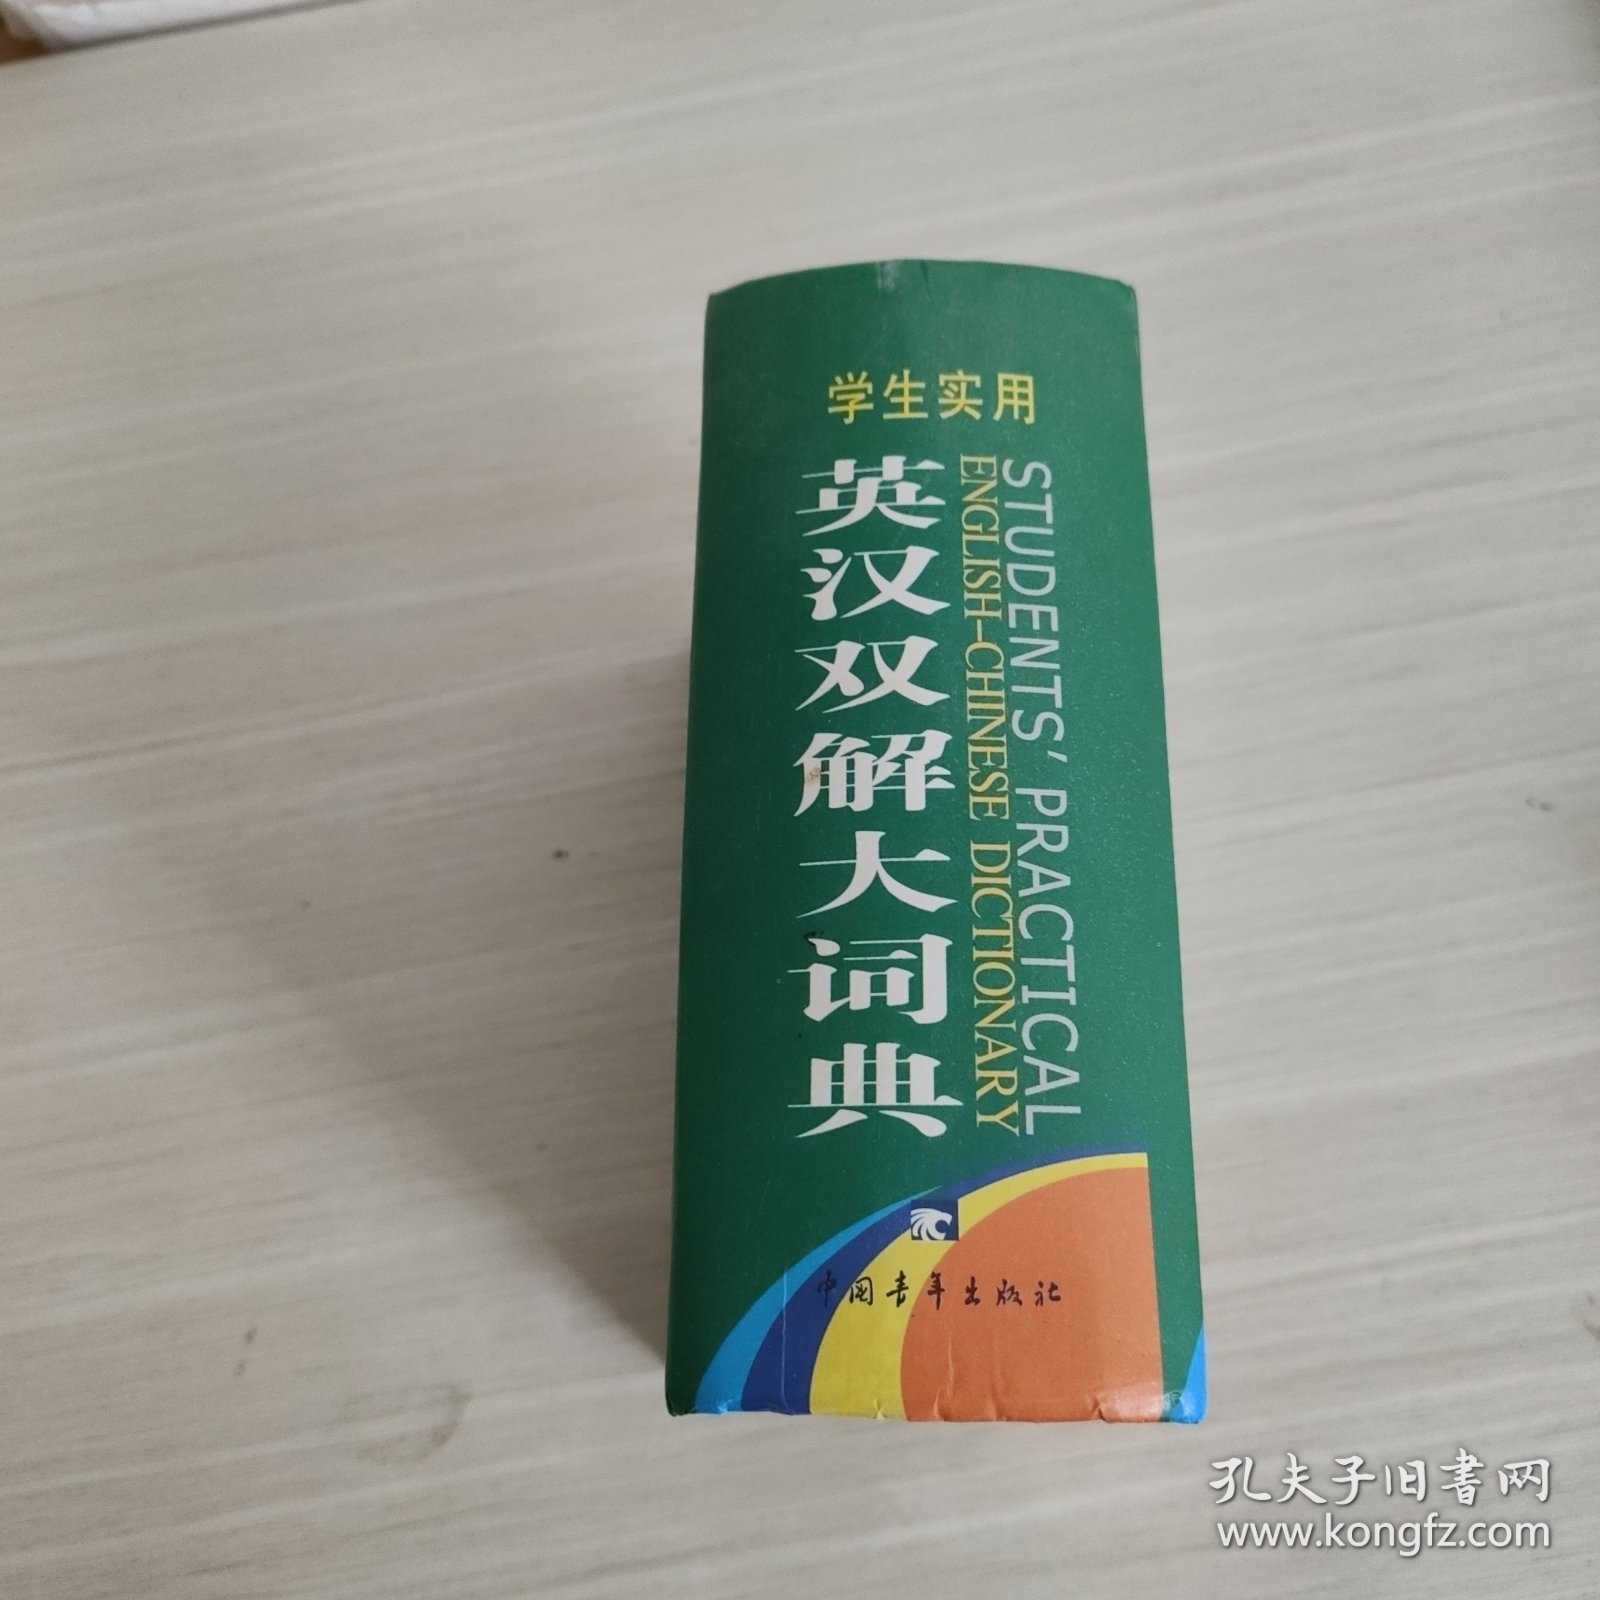 学生实用
英汉双解大词典
STUDENTS' PRACTICAL
ENGLISH-CHINESE DICTIONARY
中国青年出版社
孔夫子旧书网
www.kongfz.com